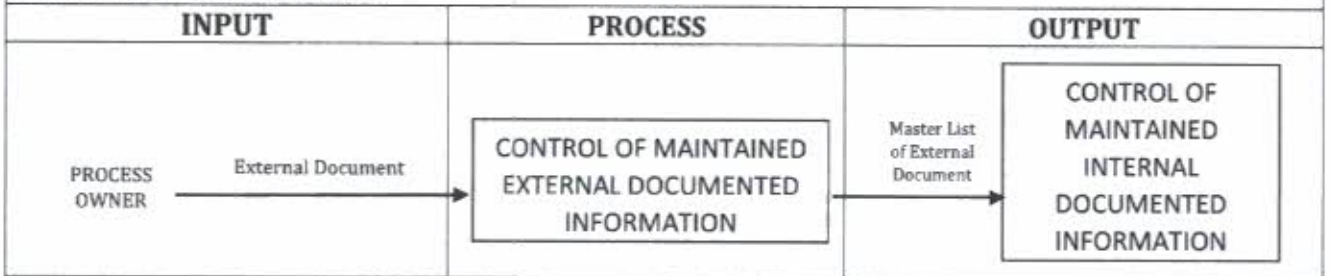 INPUT
PROCESS
OUTPUT
PROCESS
OWNER
External Document
CONTROL OF MAINTAINED
EXTERNAL DOCUMENTED
INFORMATION
Master List
of External
Document
CONTROL OF
MAINTAINED
INTERNAL
DOCUMENTED
INFORMATION